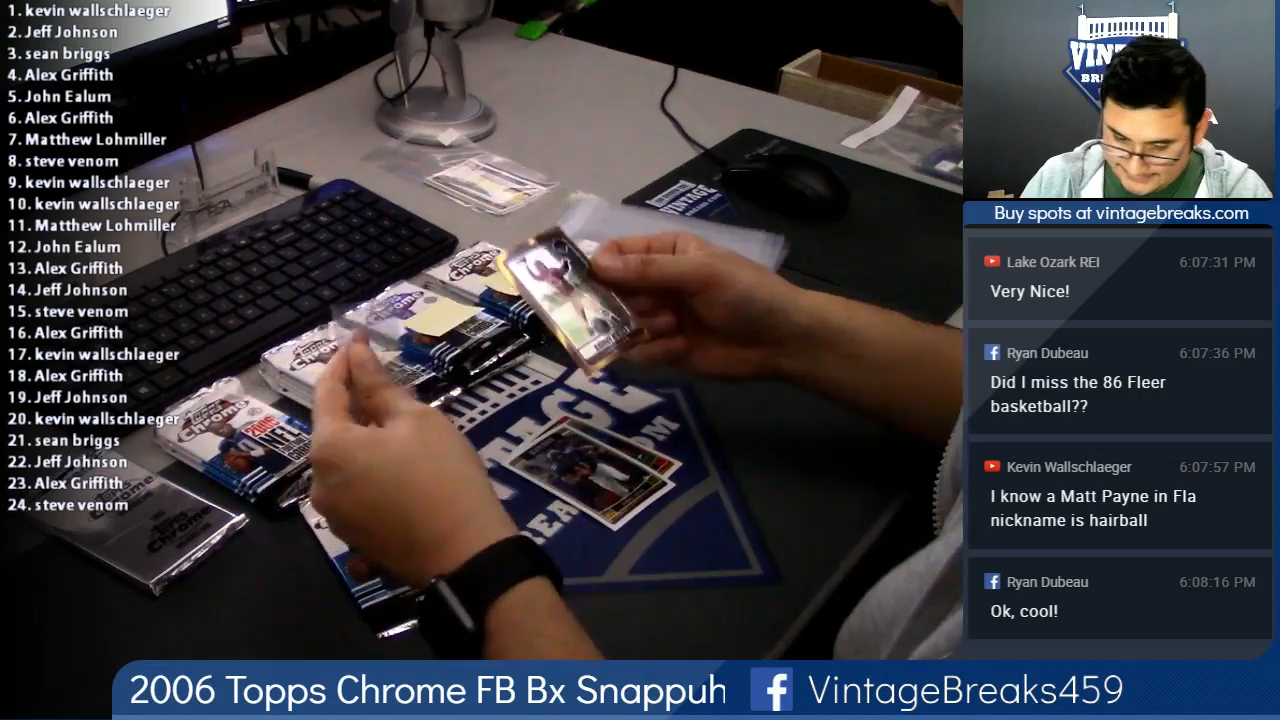 1. kevin wallschlaeger
2. Jeff Johnson
3. sean briggs
4. Alex Griffith
5. John Ealum
6. Alex Griffith
7. Matthew Lohmiller
8. steve venom
9. kevin wallschlaeger
10. kevin wallschlaeger
11. Matthew Lohmiller
12. John Ealum
13. Alex Griffith
14. Jeff Johnson
15. steve venom
16. Alex Griffith
17. kevin wallschlaeger
18. Alex Griffith
19. Jeff Johnson
20. kevin wallschlaeger
21. sean briggs
22. Jeff Johnson
23. Alex Griffith
24. steve venom
Buy spots at vintagebreaks.com
Lake Ozark REI 6:07:31 PM
Very Nice!
Ryan Dubeau 6:07:36 PM
Did I miss the 86 Fleer
basketball??
Kevin Wallschlaeger 6:07:57 PM
I know a Matt Payne in Fla
nickname is hairball
Ryan Dubeau 6:08:16 PM
Ok, cool!
Topps
Chrome
2006
NFL
2006 Topps Chrome FB Bx Snappuh
VintageBreaks459